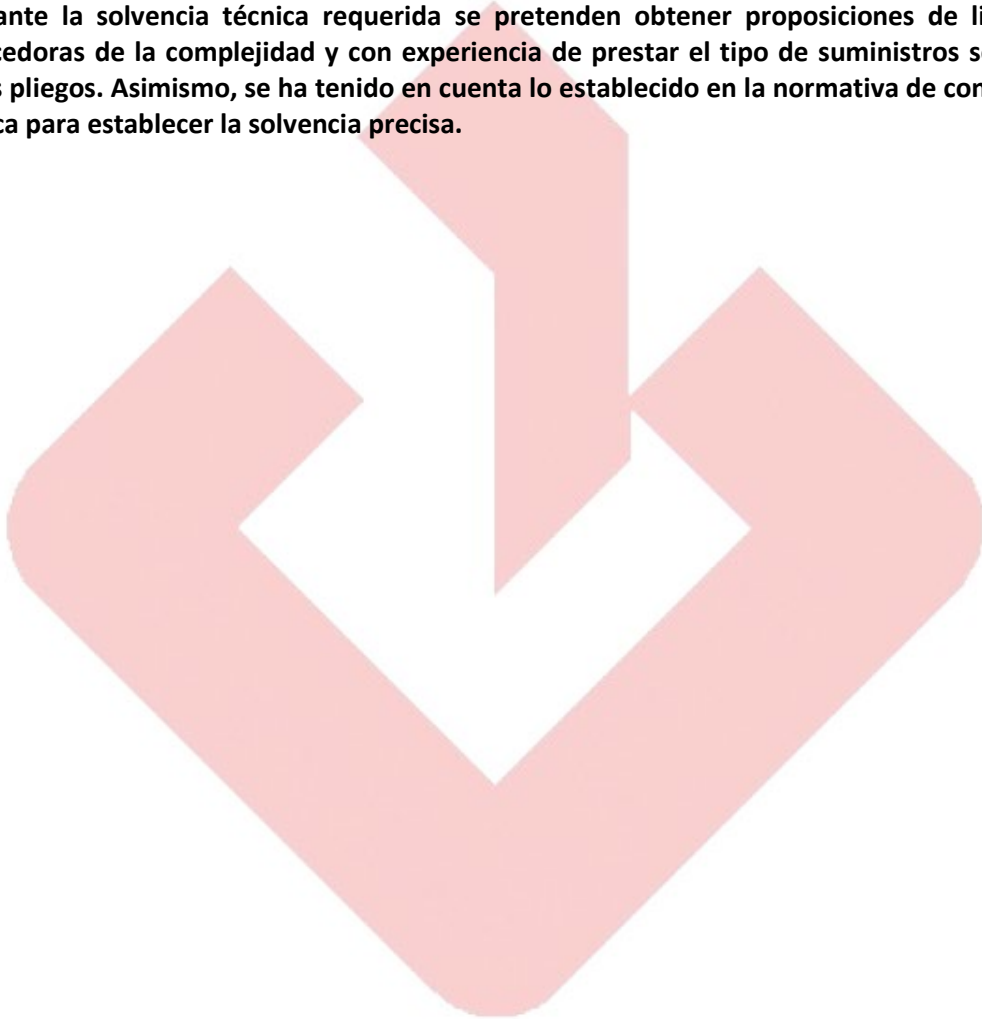 ante la solvencia técnica requerida se pretenden obtener proposiciones de li
cedoras de la complejidad y con experiencia de prestar el tipo de suministros s
s pliegos. Asimismo, se ha tenido en cuenta lo establecido en la normativa de con
ca para establecer la solvencia precisa.